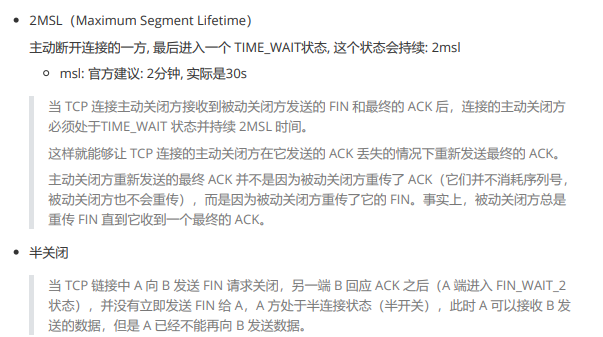 2MSL（Maximum Segment Lifetime）
主动断开连接的一方, 最后进入一个 TIME_WAIT状态, 这个状态会持续: 2msl
msl: 官方建议: 2分钟, 实际是30s
当 TCP 连接主动关闭方接收到被动关闭方发送的 FIN 和最终的 ACK 后，连接的主动关闭方
必须处于TIME_WAIT 状态并持续 2MSL 时间。
这样就能够让 TCP 连接的主动关闭方在它发送的 ACK 丢失的情况下重新发送最终的 ACK。
主动关闭方重新发送的最终 ACK 并不是因为被动关闭方重传了 ACK（它们并不消耗序列号，
被动关闭方也不会重传），而是因为被动关闭方重传了它的 FIN。事实上，被动关闭方总是
重传 FIN 直到它收到一个最终的 ACK。
半关闭
当 TCP 链接中 A 向 B 发送 FIN 请求关闭，另一端 B 回应 ACK 之后（A 端进入 FIN_WAIT_2
状态），并没有立即发送 FIN 给 A，A 方处于半连接状态（半开关），此时 A 可以接收 B 发
送的数据，但是 A 已经不能再向 B 发送数据。